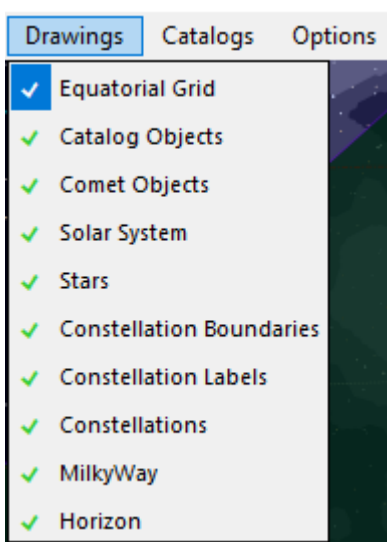 Drawings Catalogs Options
Equatorial Grid
Catalog Objects
Comet Objects
Solar System
Stars
Constellation Boundaries
Constellation Labels
Constellations
MilkyWay
Horizon